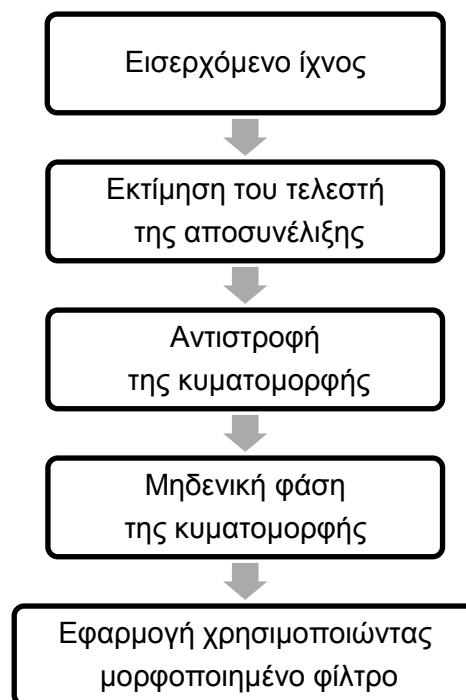 Εισερχόμενο ίχνος
Εκτίμηση του τελεστή
της αποσυνέλιξης
Αντιστροφή
της κυματομορφής
Μηδενική φάση
της κυματομορφής
Εφαρμογή χρησιμοποιώντας
μορφοποιημένο φίλτρο